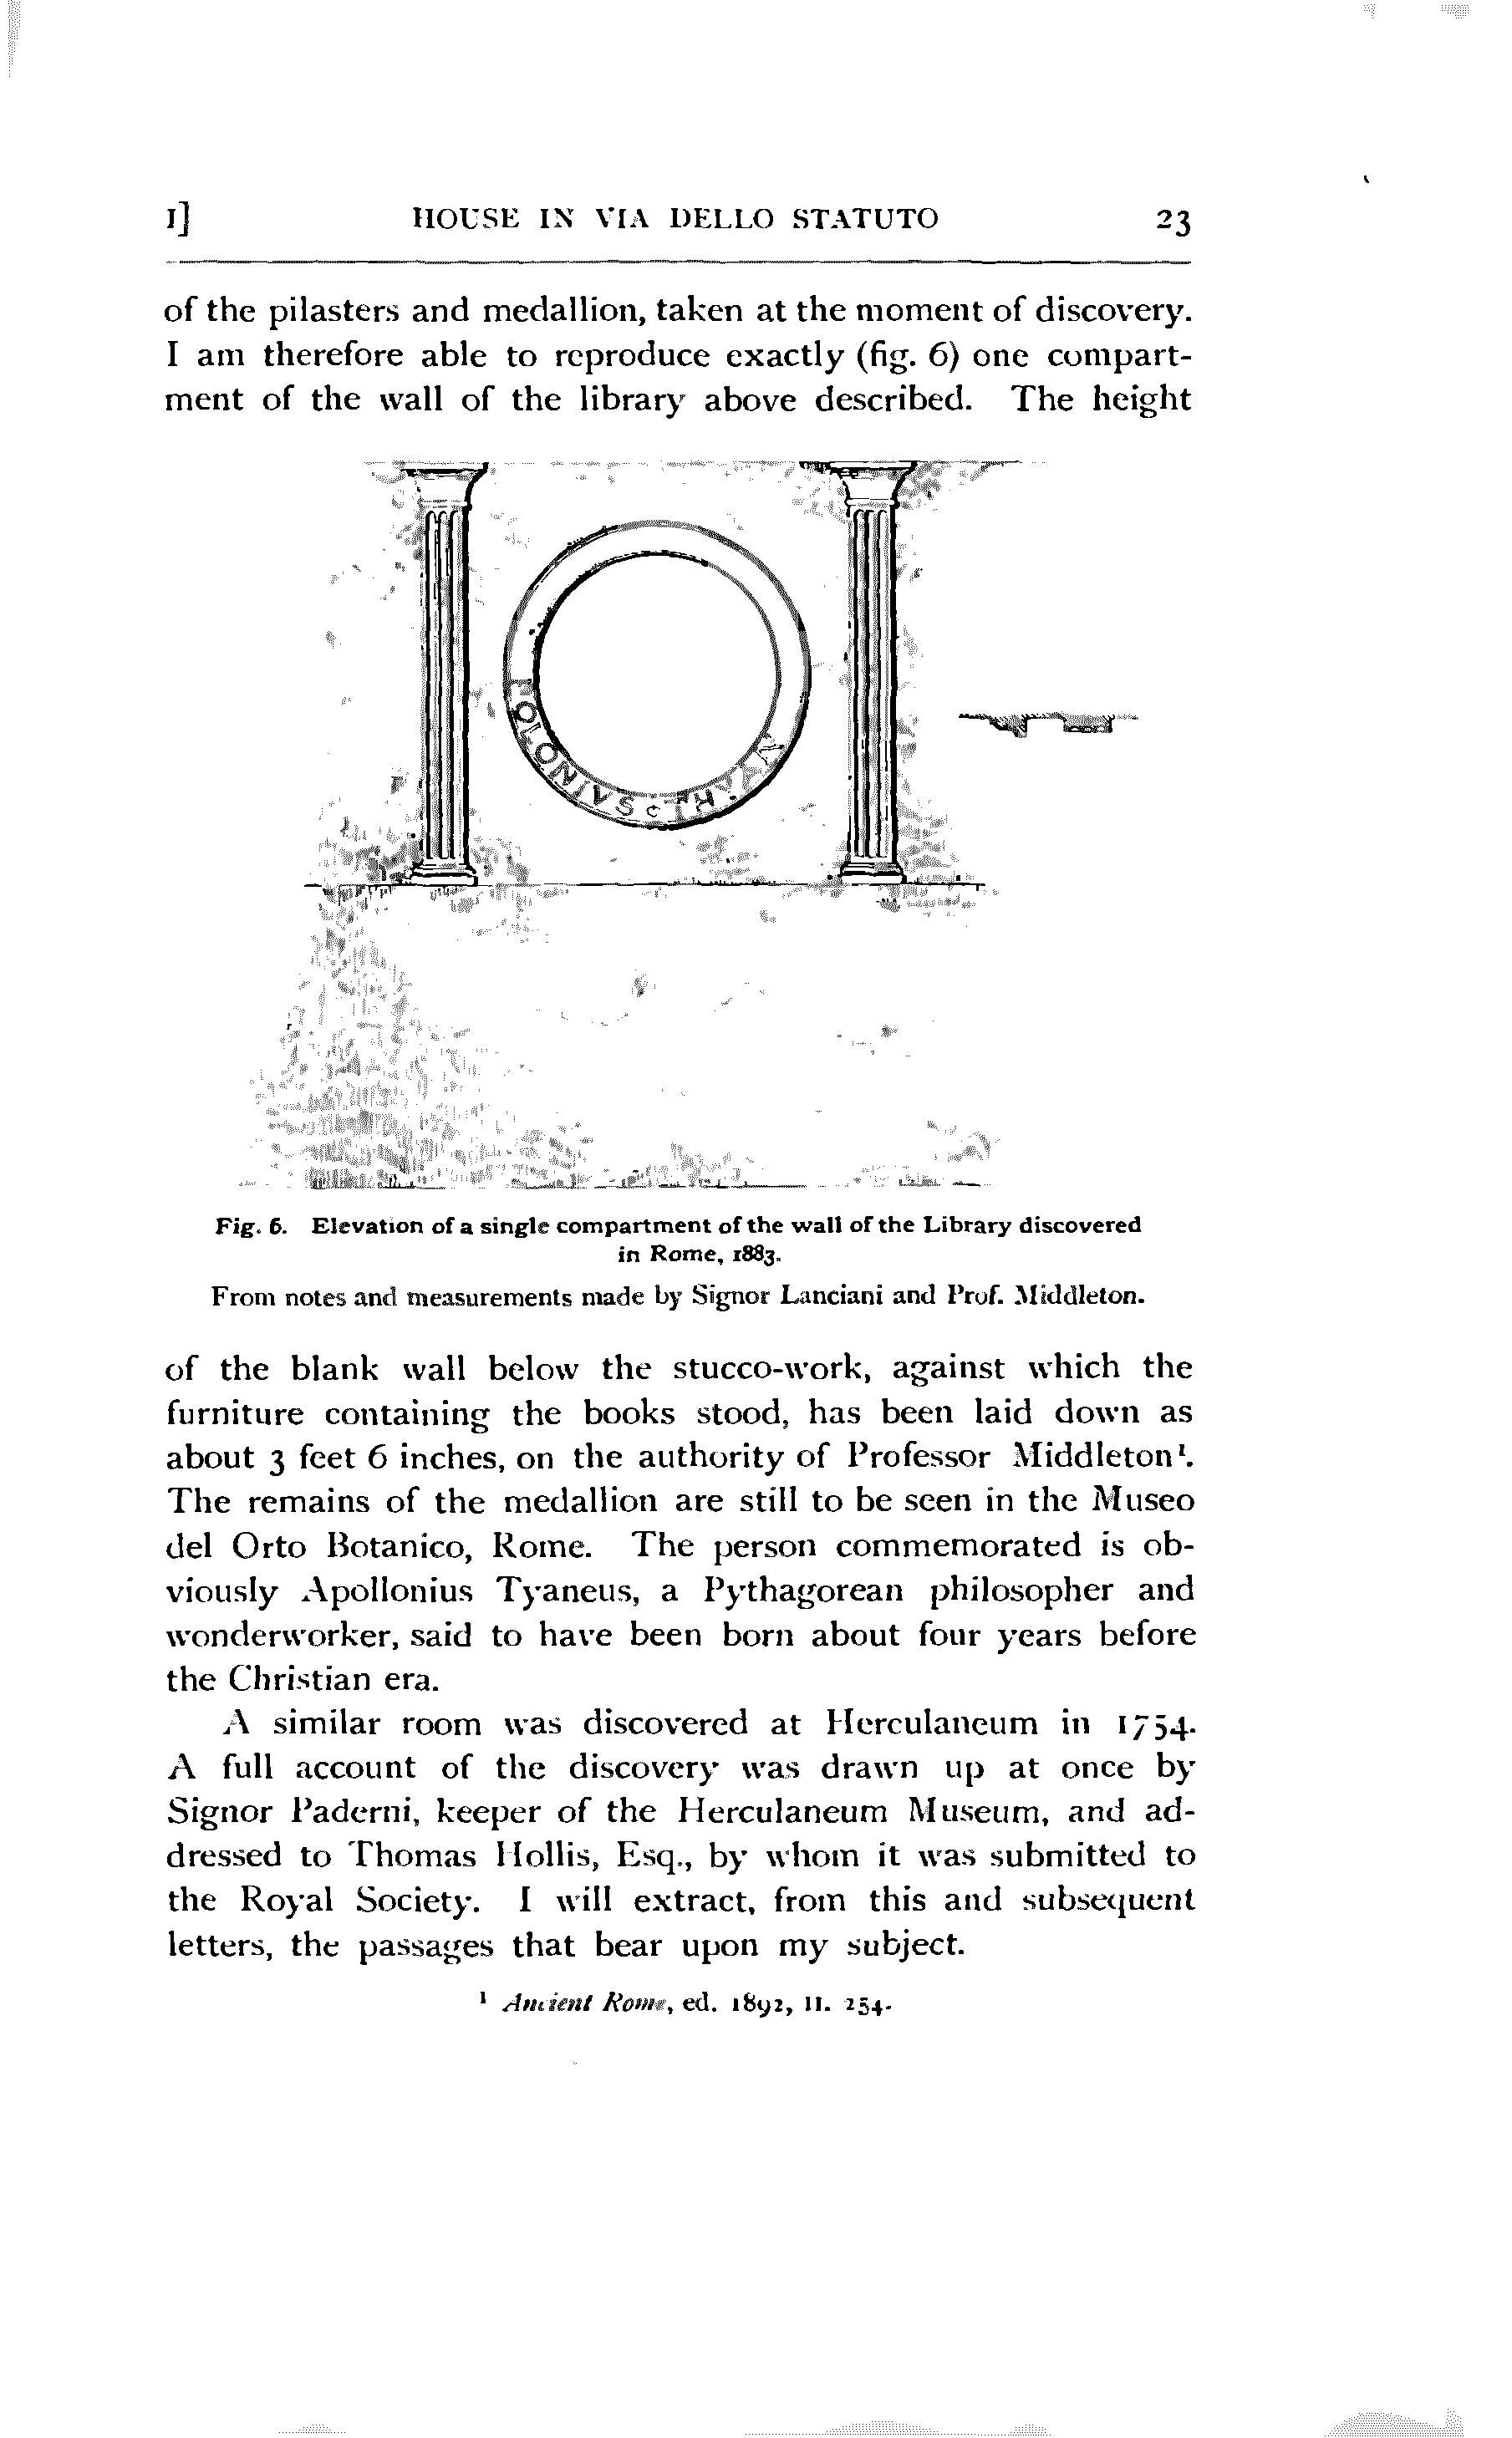 I] HOUSE IN VIA DELLO STATUTO 23
of the pilasters and medallion, taken at the moment of discovery.
I am therefore able to reproduce exactly (fig. 6) one compart-
ment of the wall of the library above described. The height
POLONIVS
THYAN
Fig. 6. Elevation of a single compartment of the wall of the Library discovered
in Rome, 1883.
From notes and measurements made by Signor Lanciani and Prof. Middleton.
of the blank wall below the stucco-work, against which the
furniture containing the books stood, has been laid down as
about 3 feet 6 inches, on the authority of Professor Middleton¹.
The remains of the medallion are still to be seen in the Museo
del Orto Botanico, Rome. The person commemorated is ob-
viously Apollonius Tyaneus, a Pythagorean philosopher and
wonderworker, said to have been born about four years before
the Christian era.
A similar room was discovered at Herculaneum in 1754.
A full account of the discovery was drawn up at once by
Signor Paderni, keeper of the Herculaneum Museum, and ad-
dressed to Thomas Hollis, Esq., by whom it was submitted to
the Royal Society. I will extract, from this and subsequent
letters, the passages that bear upon my subject.
¹ Ancient Rome, ed. 1892, II. 254.